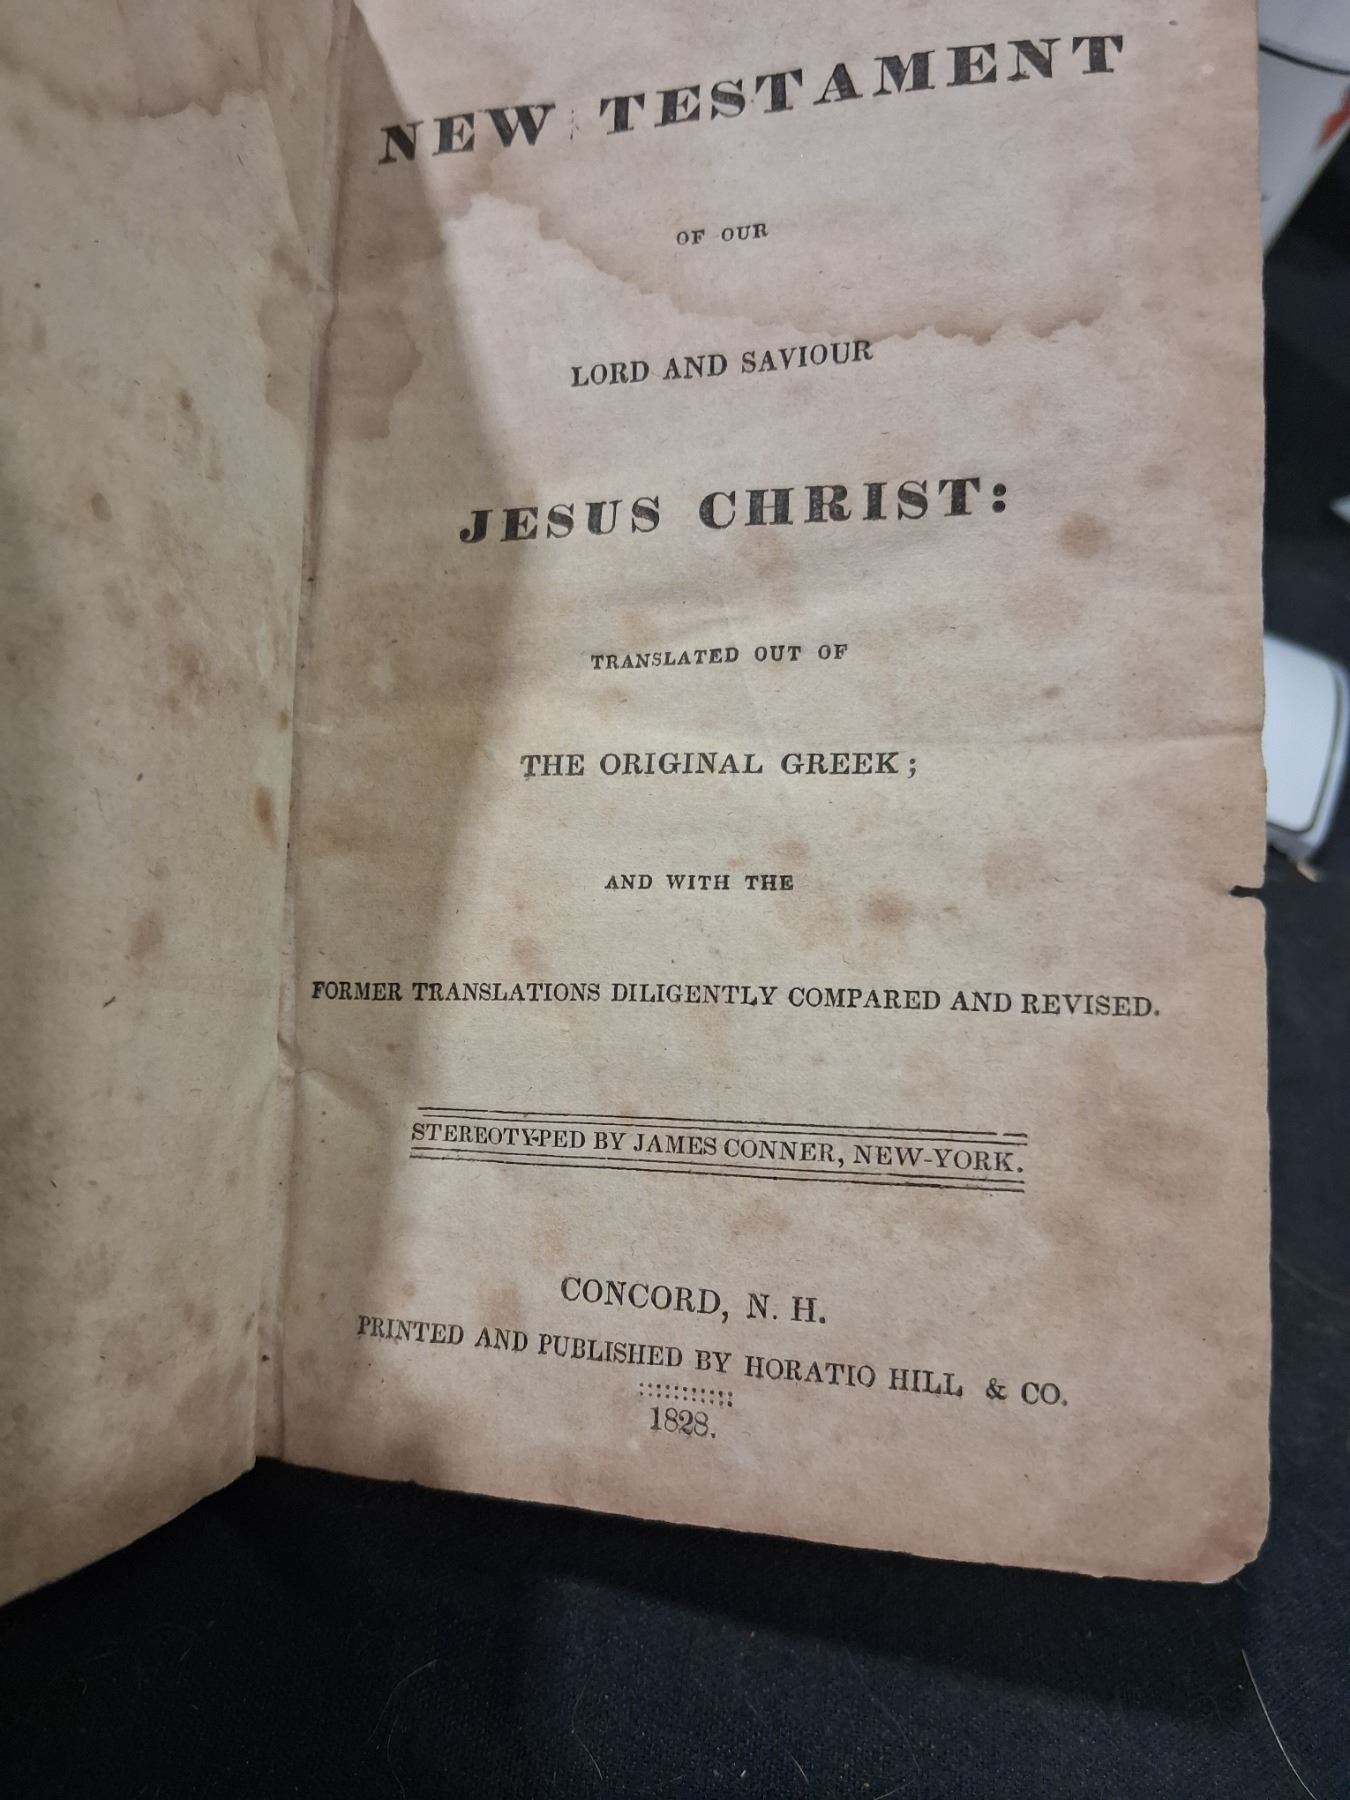 NEW TESTAMENT
OF OUR
LORD AND SAVIOUR
JESUS CHRIST:
TRANSLATED OUT OF
THE ORIGINAL GREEK;
AND WITH THE
FORMER TRANSLATIONS DILIGENTLY COMPARED AND REVISED.
STEREOTYPED BY JAMES CONNER, NEW-YORK.
CONCORD, N. H.
PRINTED AND PUBLISHED BY HORATIO HILL & CO.
1828.